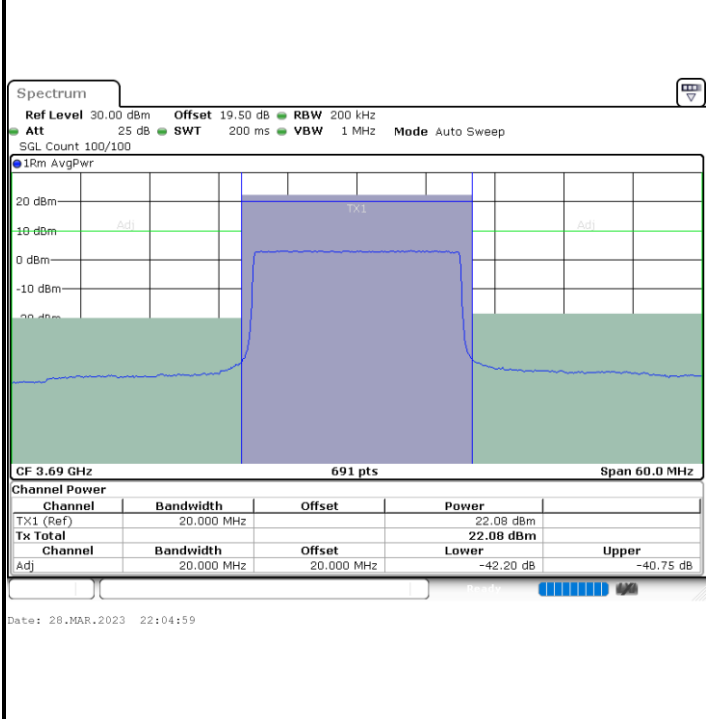 Spectrum
Ref Level 30.00 dBm Offset 19.50 dB RBW 200 kHz
Att 25 dB SWT 200 ms VBW 1 MHz Mode Auto Sweep
SGL Count 100/100
1Rm AvgPwr
20 dBm
TX1
Adj Adj
10 dBm
0 dBm
-10 dBm
-20 dBm
CF 3.69 GHz 691 pts Span 60.0 MHz
Channel Power
Channel Bandwidth Offset Power
TX1 (Ref) 20.000 MHz 22.08 dBm
Tx Total 22.08 dBm
Channel Bandwidth Offset Lower Upper
Adj 20.000 MHz 20.000 MHz -42.20 dB -40.75 dB
Ready
Date: 28.MAR.2023 22:04:59